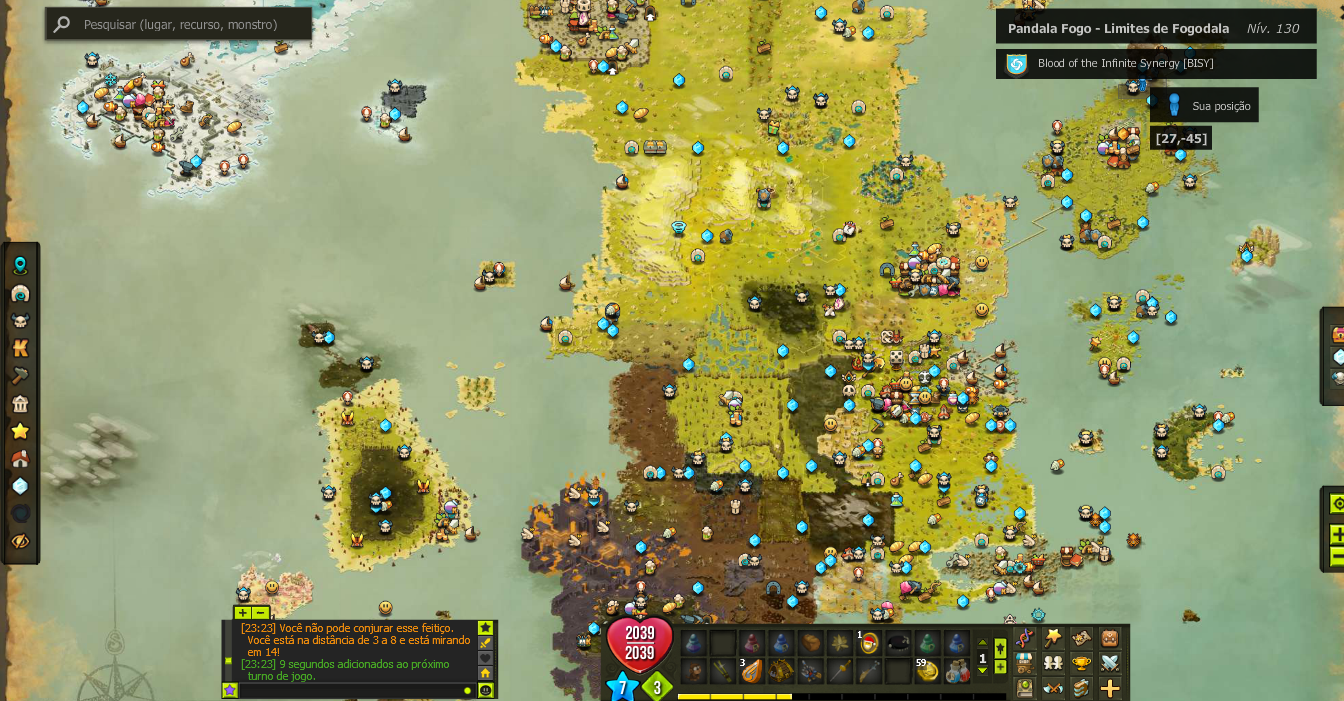 Pesquisar (lugar, recurso, monstro)
Pandala Fogo - Limites de Fogodala Nív. 130
Blood of the Infinite Synergy [BISY]
Sua posição
[27,-45]
[23:23] Você não pode conjurar esse feitiço.
Você está na distância de 3 a 8 e está mirando
em 14!
[23:23] 9 segundos adicionados ao próximo
turno de jogo.
2039
2039
7
3
1
3
59
1